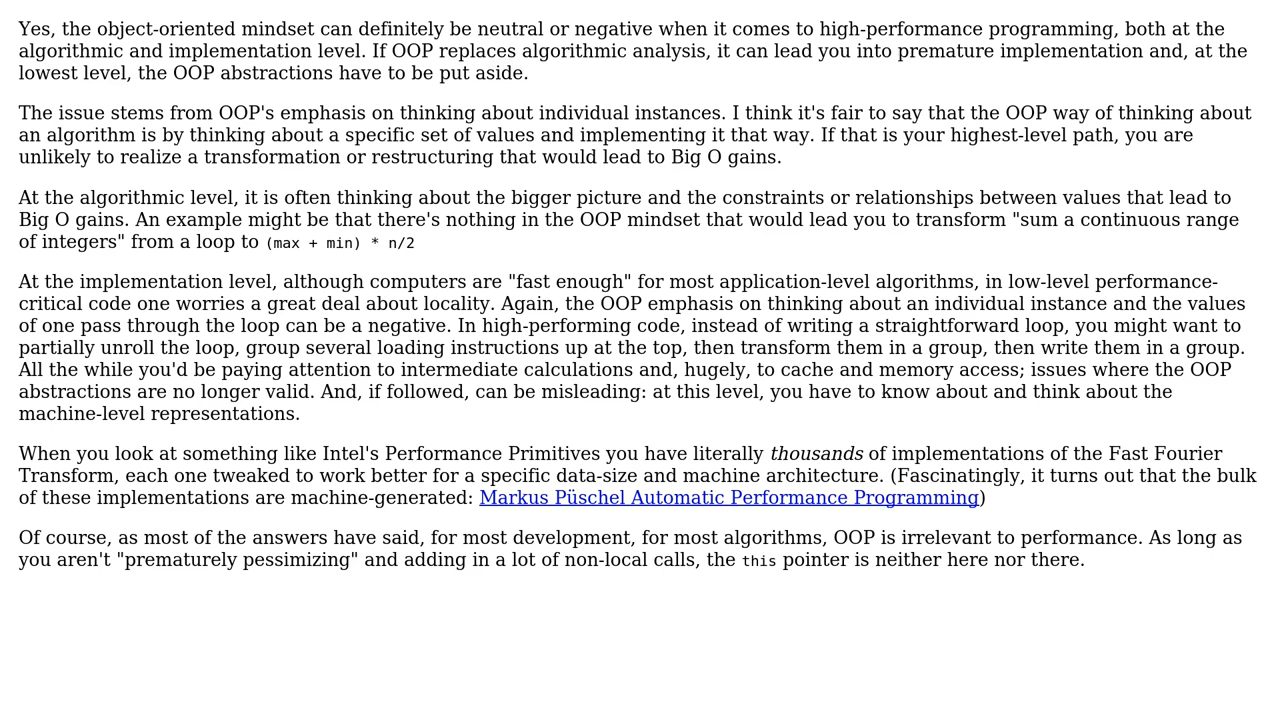 Yes, the object-oriented mindset can definitely be neutral or negative when it comes to high-performance programming, both at the
algorithmic and implementation level. If OOP replaces algorithmic analysis, it can lead you into premature implementation and, at the
lowest level, the OOP abstractions have to be put aside.
The issue stems from OOP's emphasis on thinking about individual instances. I think it's fair to say that the OOP way of thinking about
an algorithm is by thinking about a specific set of values and implementing it that way. If that is your highest-level path, you are
unlikely to realize a transformation or restructuring that would lead to Big O gains.
At the algorithmic level, it is often thinking about the bigger picture and the constraints or relationships between values that lead to
Big O gains. An example might be that there's nothing in the OOP mindset that would lead you to transform "sum a continuous range
of integers" from a loop to (max + min) * n/2
At the implementation level, although computers are "fast enough" for most application-level algorithms, in low-level performance-
critical code one worries a great deal about locality. Again, the OOP emphasis on thinking about an individual instance and the values
of one pass through the loop can be a negative. In high-performing code, instead of writing a straightforward loop, you might want to
partially unroll the loop, group several loading instructions up at the top, then transform them in a group, then write them in a group.
All the while you'd be paying attention to intermediate calculations and, hugely, to cache and memory access; issues where the OOP
abstractions are no longer valid. And, if followed, can be misleading: at this level, you have to know about and think about the
machine-level representations.
When you look at something like Intel's Performance Primitives you have literally thousands of implementations of the Fast Fourier
Transform, each one tweaked to work better for a specific data-size and machine architecture. (Fascinatingly, it turns out that the bulk
of these implementations are machine-generated: Markus Püschel Automatic Performance Programming)
Of course, as most of the answers have said, for most development, for most algorithms, OOP is irrelevant to performance. As long as
you aren't "prematurely pessimizing" and adding in a lot of non-local calls, the this pointer is neither here nor there.